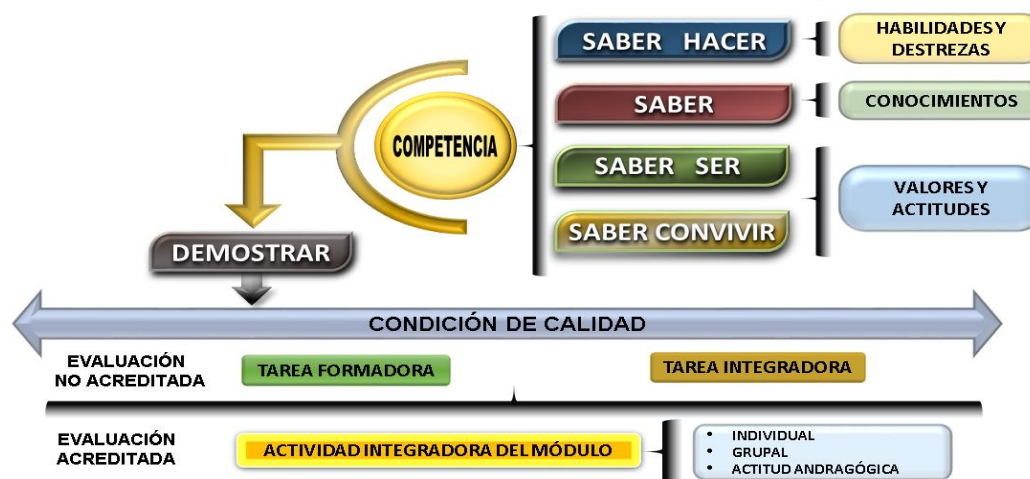 SABER HACER
HABILIDADES Y
DESTREZAS
SABER
CONOCIMIENTOS
COMPETENCIA
SABER SER
SABER CONVIVIR
VALORES Y
ACTITUDES
DEMOSTRAR
CONDICIÓN DE CALIDAD
EVALUACIÓN
NO ACREDITADA
TAREA FORMADORA
TAREA INTEGRADORA
EVALUACIÓN
ACREDITADA
ACTIVIDAD INTEGRADORA DEL MÓDULO
• INDIVIDUAL
• GRUPAL
• ACTITUD ANDRAGÓGICA